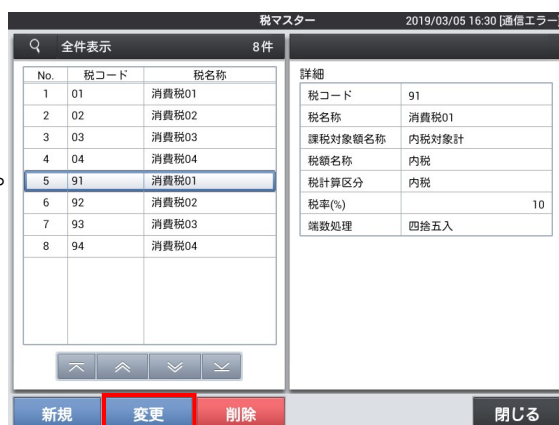 税マスター 2019/03/05 16:30 [通信エラー]
全件表示 8件
No. 税コード 税名称
1 01 消費税01
2 02 消費税02
3 03 消費税03
4 04 消費税04
5 91 消費税01
6 92 消費税02
7 93 消費税03
8 94 消費税04
詳細
税コード 91
税名称 消費税01
課税対象額名称 内税対象計
税額名称 内税
税計算区分 内税
税率(%) 10
端数処理 四捨五入
新規 変更 削除 閉じる